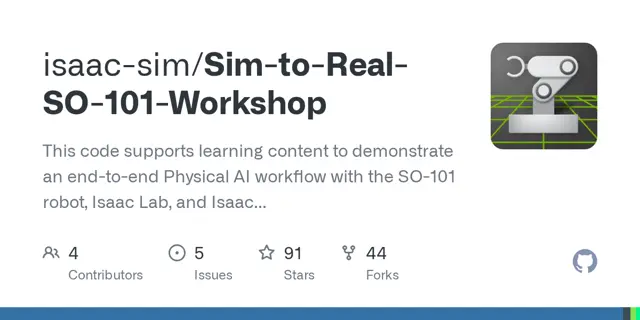 isaac-sim/Sim-to-Real-
SO-101-Workshop
This code supports learning content to demonstrate
an end-to-end Physical AI workflow with the SO-101
robot, Isaac Lab, and Isaac...
4 5 91 44
Contributors Issues Stars Forks